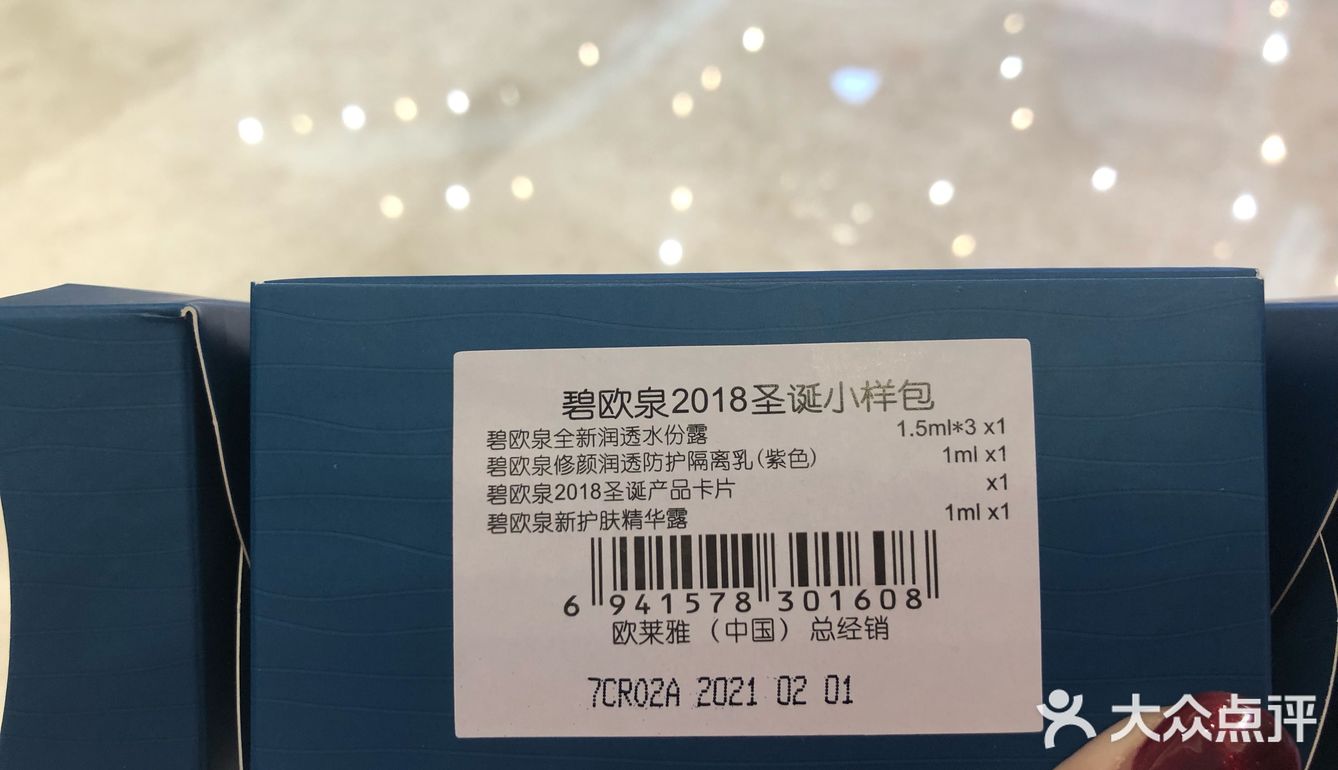 碧欧泉2018圣诞小样包
碧欧泉全新润透水份露 1.5ml*3 x1
碧欧泉修颜润透防护隔离乳(紫色) 1ml x1
碧欧泉2018圣诞产品卡片 x1
碧欧泉新护肤精华露 1ml x1
6 941578 301608
欧莱雅（中国）总经销
7CR02A 2021 02 01
大众点评